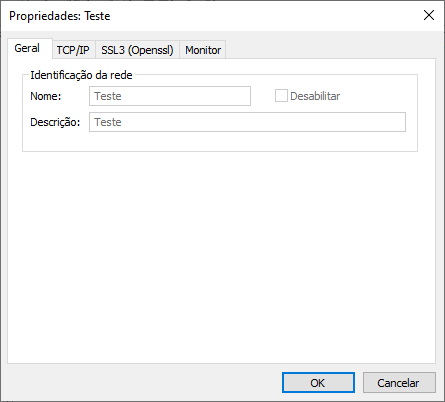 Propriedades: Teste
Geral TCP/IP SSL3 (Openssl) Monitor
Identificação da rede
Nome: Teste Desabilitar
Descrição: Teste
OK Cancelar